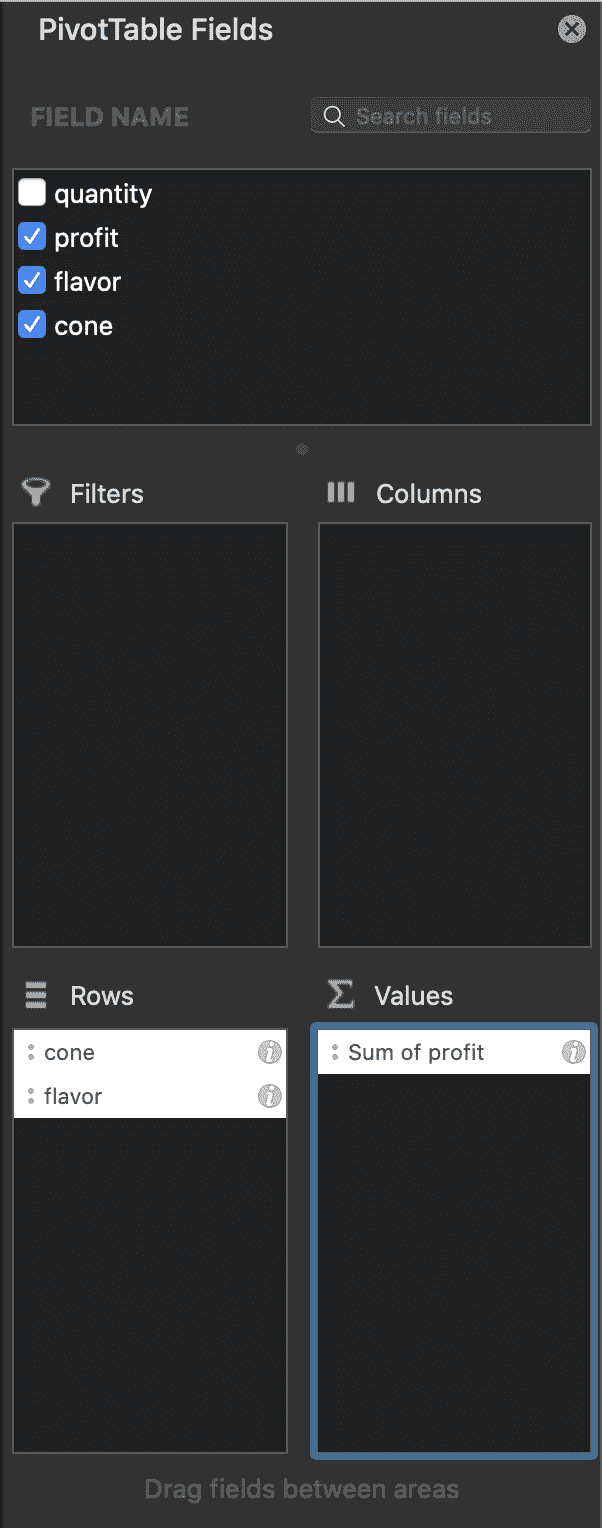 PivotTable Fields
FIELD NAME
Search fields
quantity
profit
flavor
cone
Filters
Columns
Rows
cone
flavor
Values
Sum of profit
Drag fields between areas